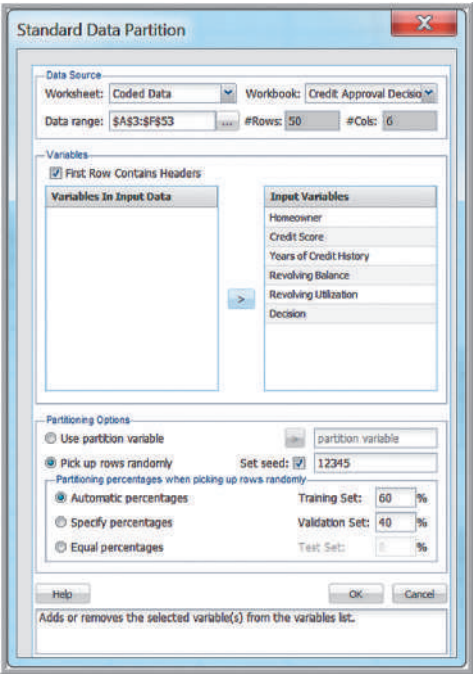 Standard Data Partition
X
Data Source
Worksheet: Coded Data Workbook: Credit Approval Decisio
Data range: $A$3:$F$53 ... #Rows: 50 #Cols: 6
Variables
First Row Contains Headers
Variables In Input Data Input Variables
Homeowner
Credit Score
Years of Credit History
Revolving Balance
> Revolving Utilization
Decision
Partitioning Options
Use partition variable > partition variable
Pick up rows randomly Set seed: 12345
Partitioning percentages when picking up rows randomly
Automatic percentages Training Set: 60 %
Specify percentages Validation Set: 40 %
Equal percentages Test Set: %
Help OK Cancel
Adds or removes the selected variable(s) from the variables list.